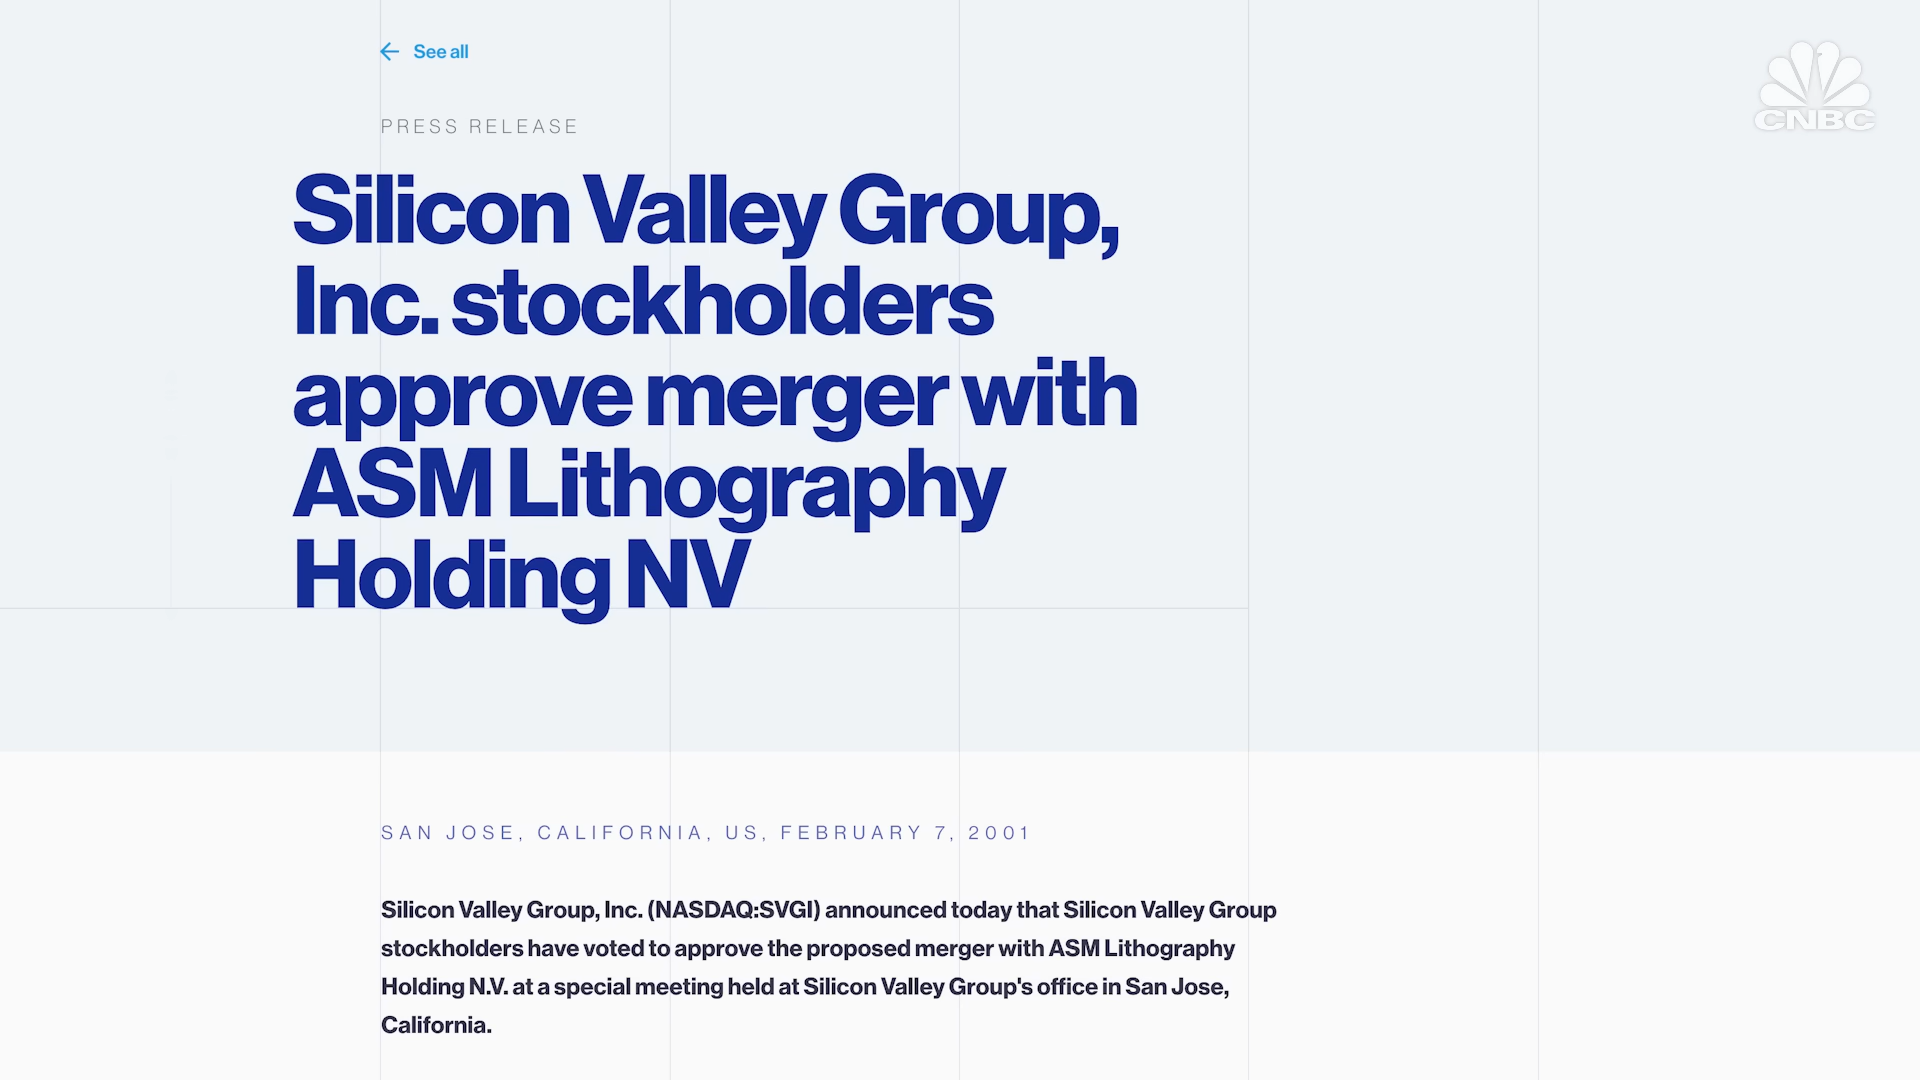 See all
CNBC
PRESS RELEASE
Silicon Valley Group,
Inc. stockholders
approve merger with
ASM Lithography
Holding NV
SAN JOSE, CALIFORNIA, US, FEBRUARY 7, 2001
Silicon Valley Group, Inc. (NASDAQ:SVGI) announced today that Silicon Valley Group
stockholders have voted to approve the proposed merger with ASM Lithography
Holding N.V. at a special meeting held at Silicon Valley Group's office in San Jose,
California.